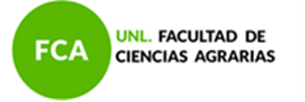 FCA
UNL. FACULTAD DE
CIENCIAS AGRARIAS